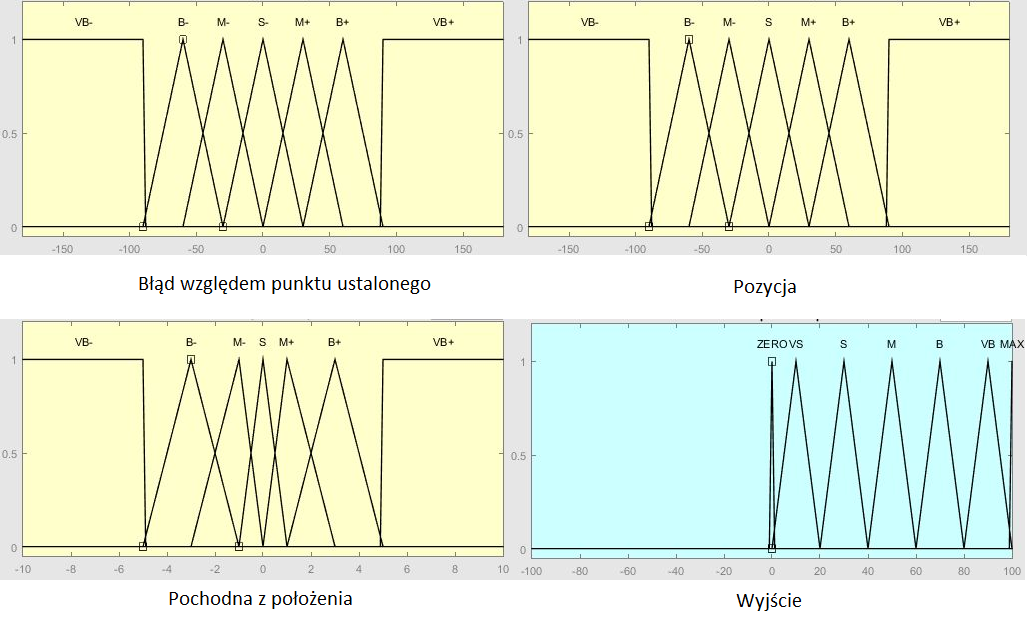 VB- B- M- S- M+ B+ VB+
1
0.5
0
-150 -100 -50 0 50 100 150
Błąd względem punktu ustalonego
VB- B- M- S M+ B+ VB+
1
0.5
0
-150 -100 -50 0 50 100 150
Pozycja
VB- B- M- S M+ B+ VB+
1
0.5
0
-10 -8 -6 -4 -2 0 2 4 6 8 10
Pochodna z położenia
ZERO VS S M B VB MAX
1
0.5
0
-100 -80 -60 -40 -20 0 20 40 60 80 100
Wyjście